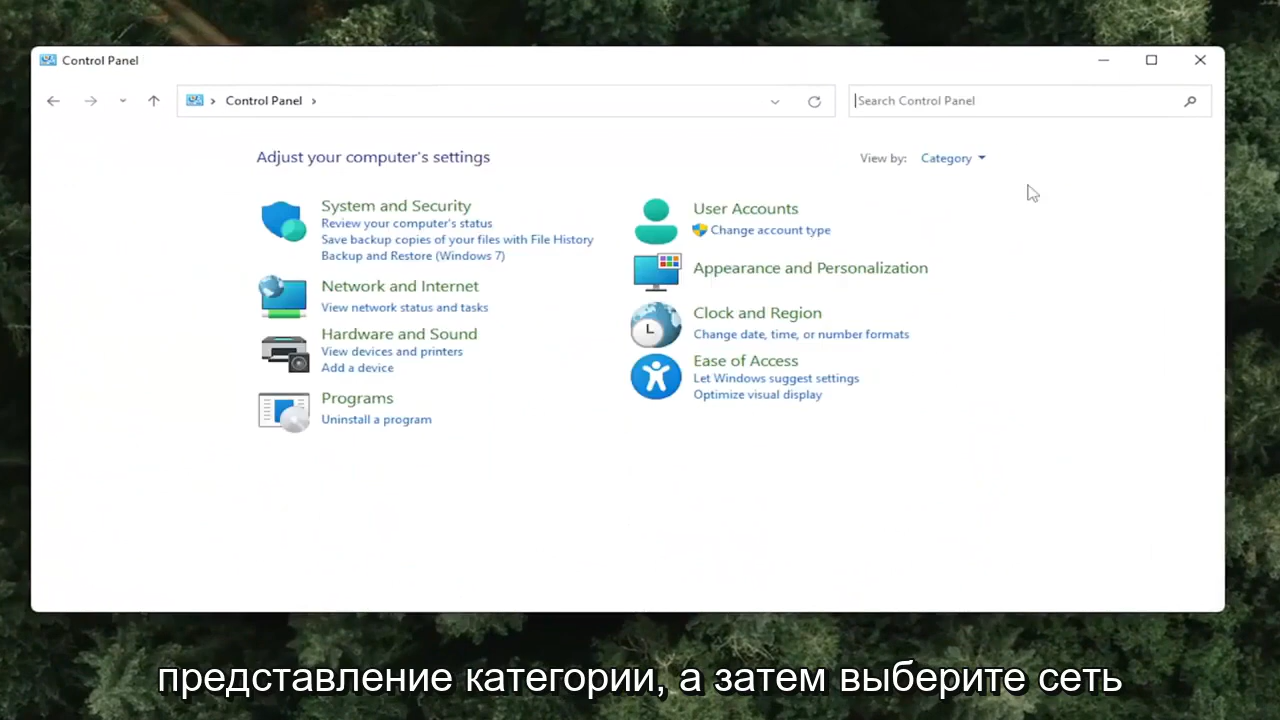 Control Panel
Control Panel
Search Control Panel
Adjust your computer's settings
View by: Category
System and Security
Review your computer's status
Save backup copies of your files with File History
Backup and Restore (Windows 7)
Network and Internet
View network status and tasks
Hardware and Sound
View devices and printers
Add a device
Programs
Uninstall a program
User Accounts
Change account type
Appearance and Personalization
Clock and Region
Change date, time, or number formats
Ease of Access
Let Windows suggest settings
Optimize visual display
представление категории, а затем выберите сеть